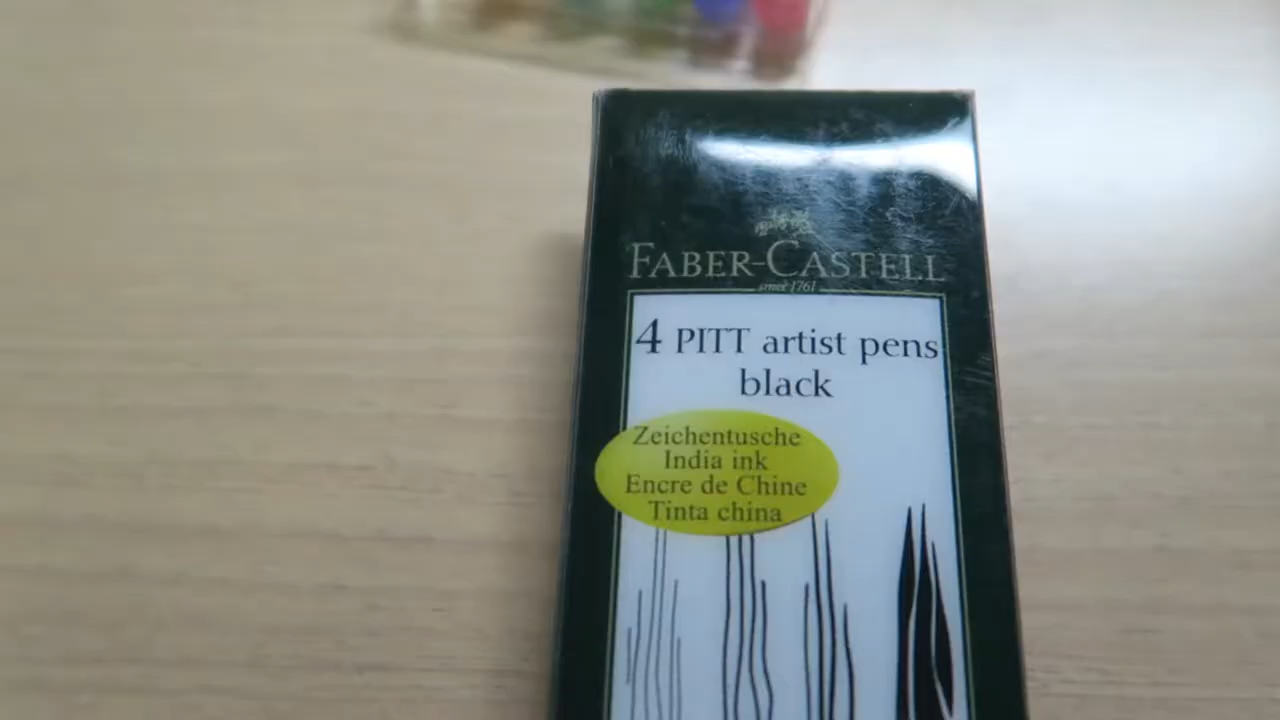 FABER-CASTELL
since 1761
4 PITT artist pens
black
Zeichentusche
India ink
Encre de Chine
Tinta china